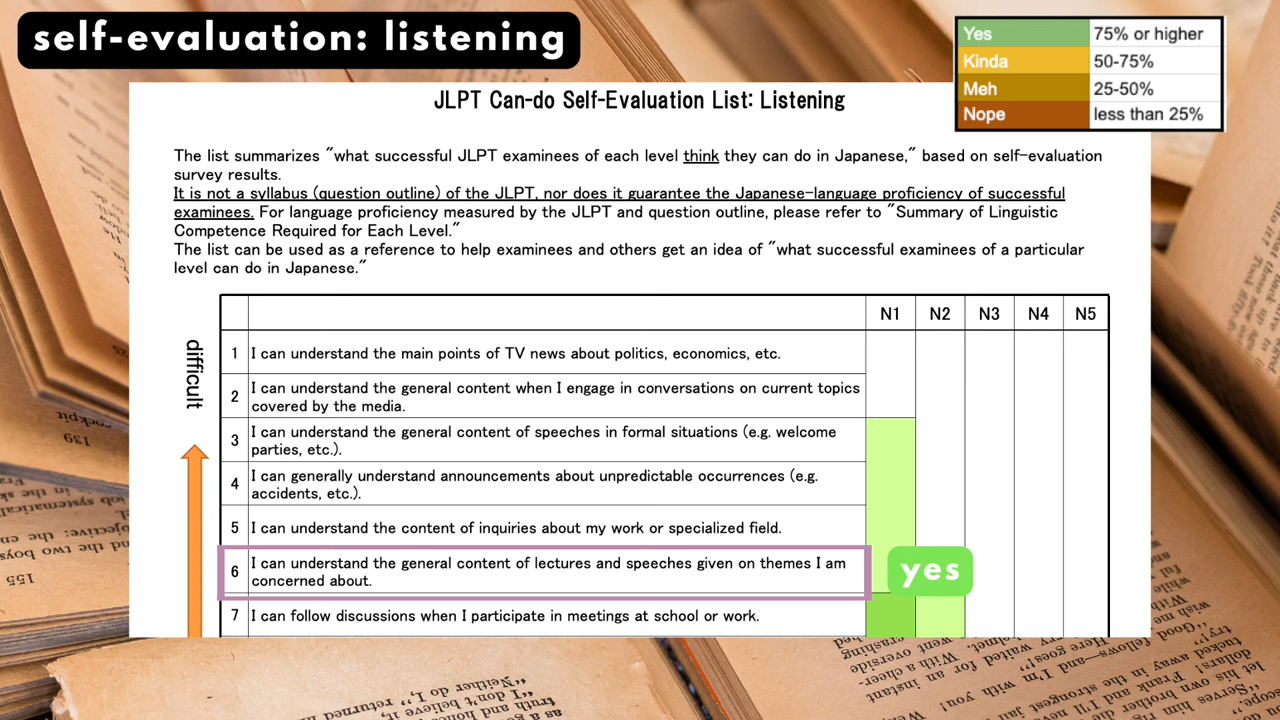 self-evaluation: listening
Yes 75% or higher
Kinda 50-75%
Meh 25-50%
Nope less than 25%
JLPT Can-do Self-Evaluation List: Listening
The list summarizes "what successful JLPT examinees of each level think they can do in Japanese," based on self-evaluation
survey results.
It is not a syllabus (question outline) of the JLPT, nor does it guarantee the Japanese-language proficiency of successful
examinees. For language proficiency measured by the JLPT and question outline, please refer to "Summary of Linguistic
Competence Required for Each Level."
The list can be used as a reference to help examinees and others get an idea of "what successful examinees of a particular
level can do in Japanese."
N1 N2 N3 N4 N5
difficult
1 I can understand the main points of TV news about politics, economics, etc.
2 I can understand the general content when I engage in conversations on current topics
covered by the media.
3 I can understand the general content of speeches in formal situations (e.g. welcome
parties, etc.).
4 I can generally understand announcements about unpredictable occurrences (e.g.
accidents, etc.).
5 I can understand the content of inquiries about my work or specialized field.
6 I can understand the general content of lectures and speeches given on themes I am
concerned about.
yes
7 I can follow discussions when I participate in meetings at school or work.
139
155